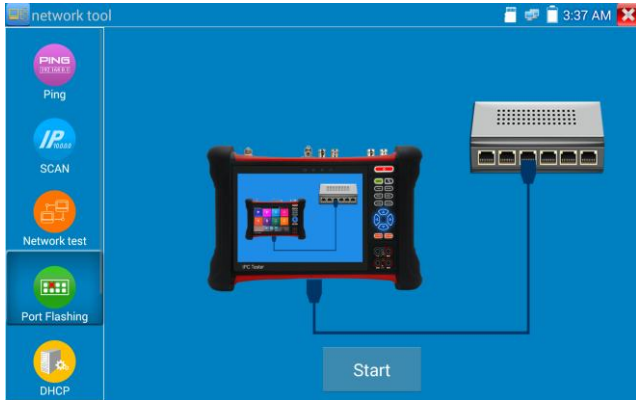 network tool
3:37 AM
PING
Ping
IP
SCAN
Network test
Port Flashing
DHCP
IPC Tester
Start